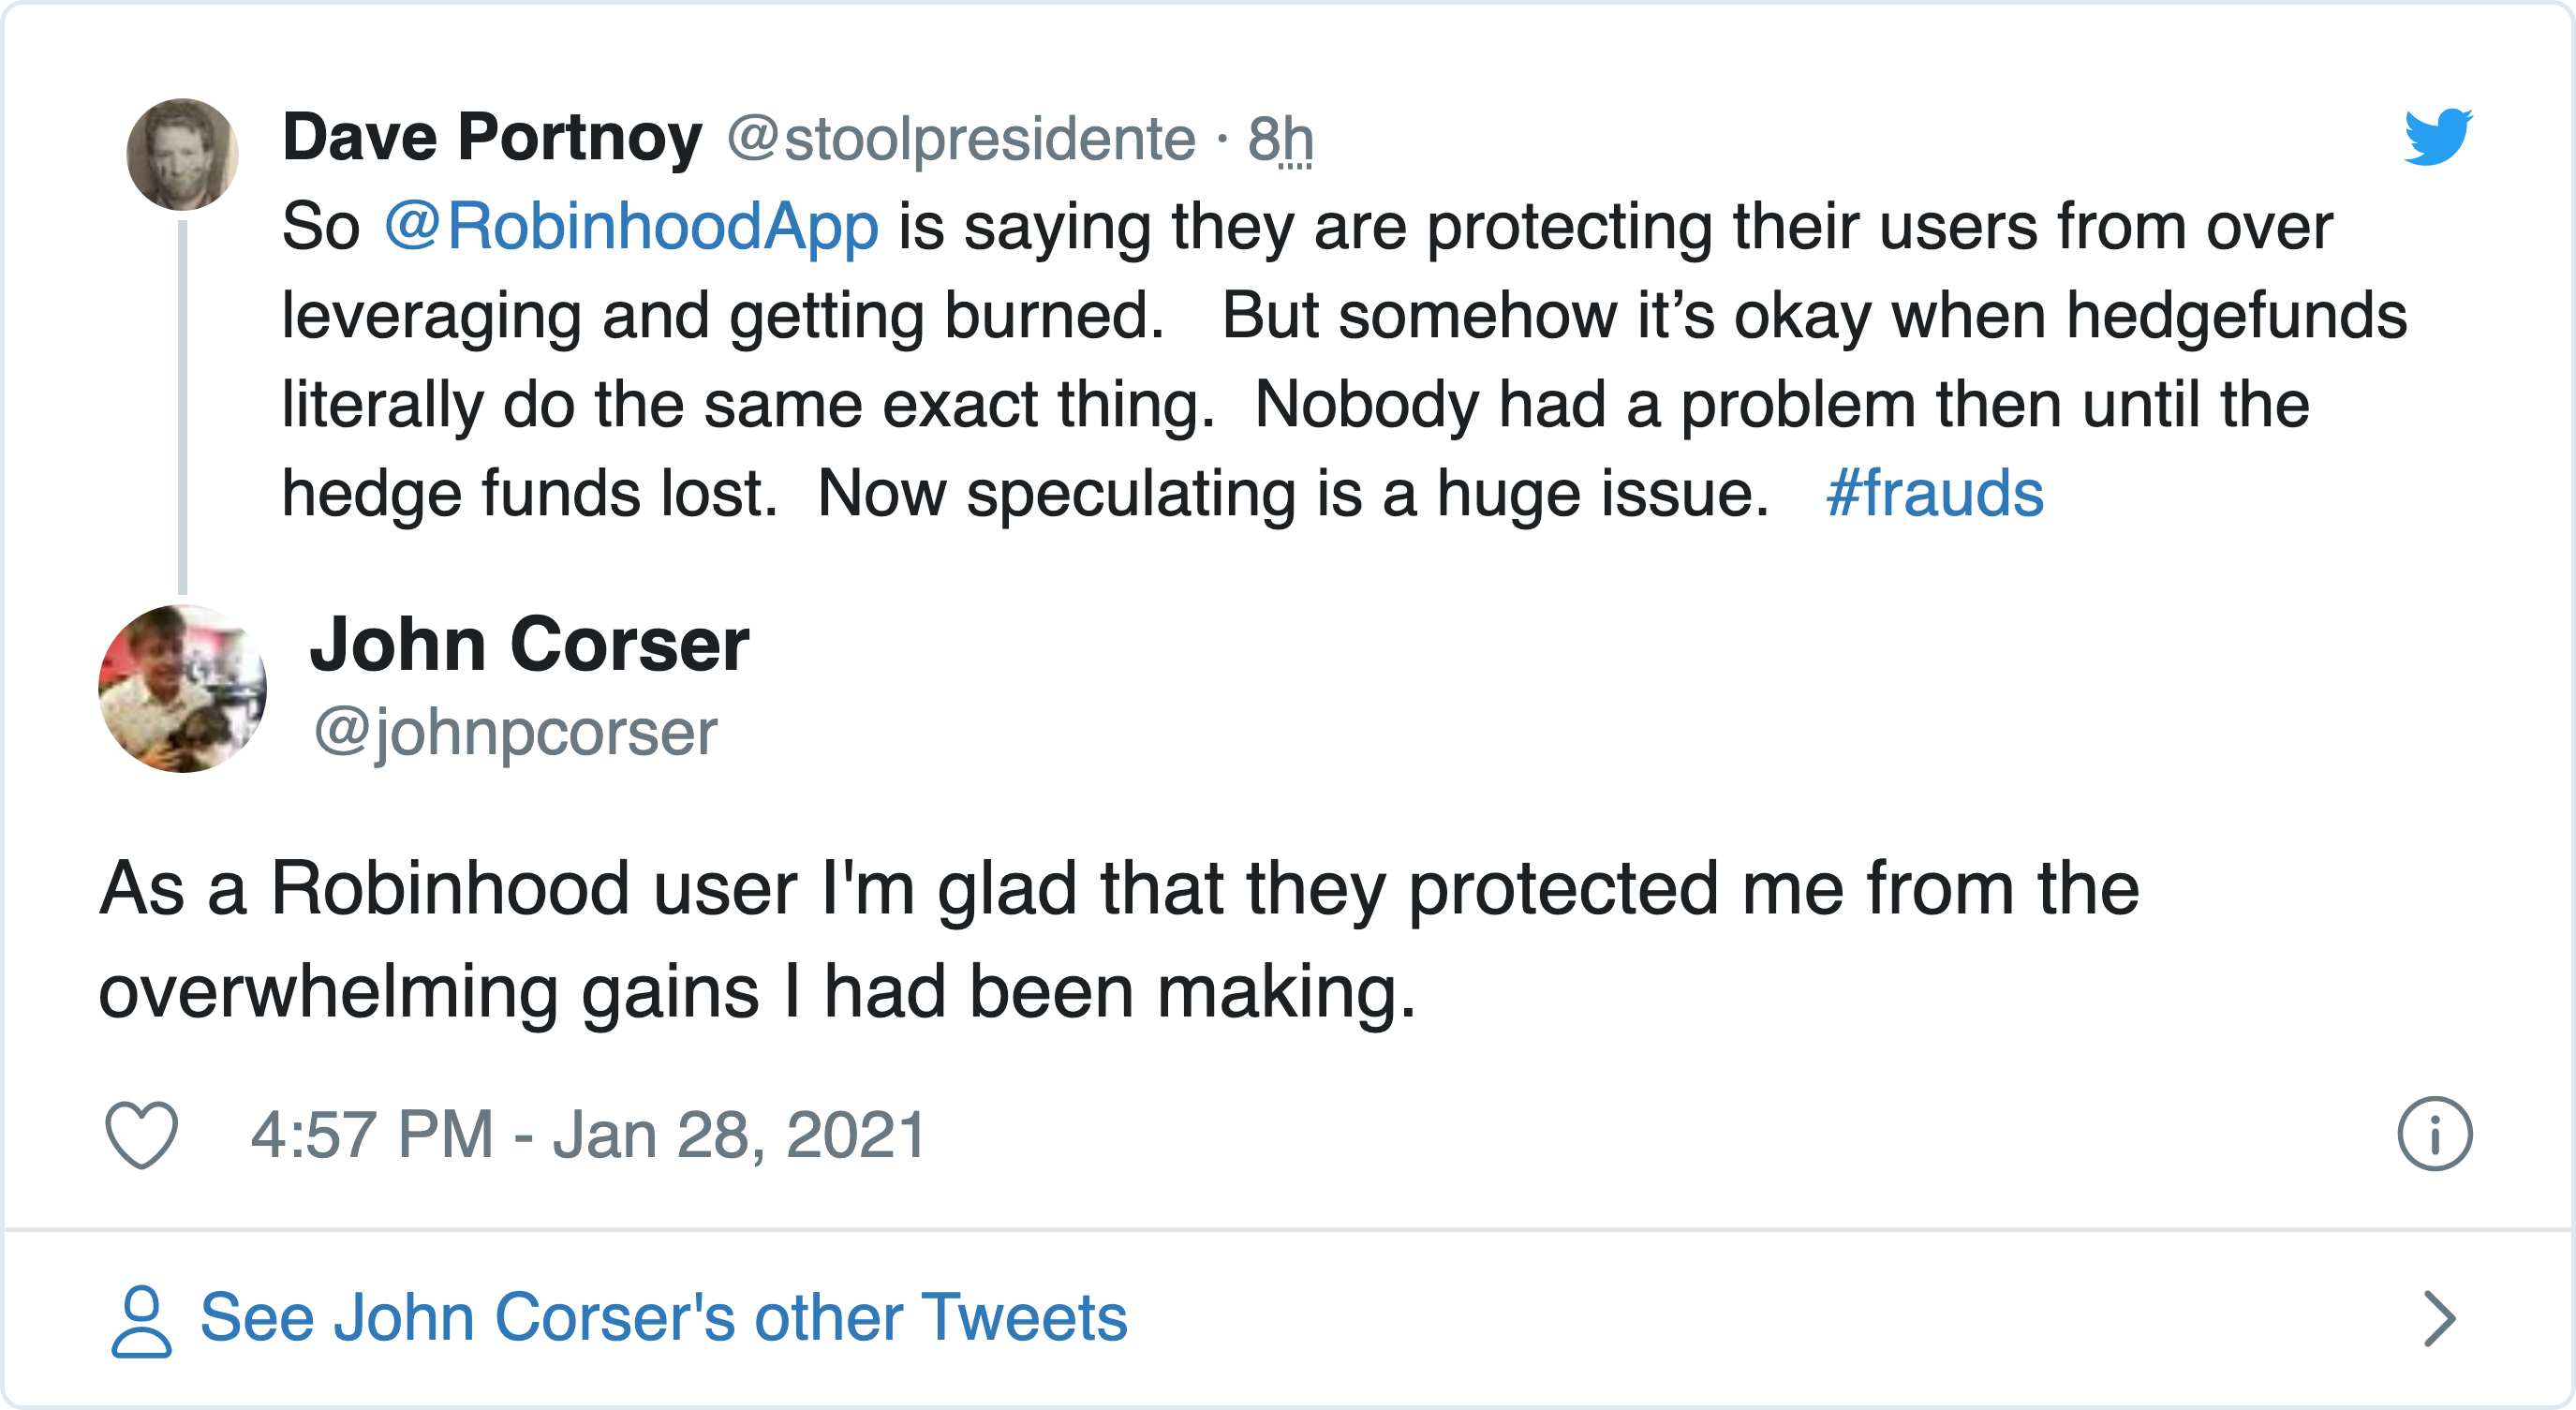 Dave Portnoy @stoolpresidente · 8h
So @RobinhoodApp is saying they are protecting their users from over
leveraging and getting burned.   But somehow it’s okay when hedgefunds
literally do the same exact thing.  Nobody had a problem then until the
hedge funds lost.  Now speculating is a huge issue.   #frauds
John Corser
@johnpcorser
As a Robinhood user I'm glad that they protected me from the
overwhelming gains I had been making.
4:57 PM - Jan 28, 2021
See John Corser's other Tweets